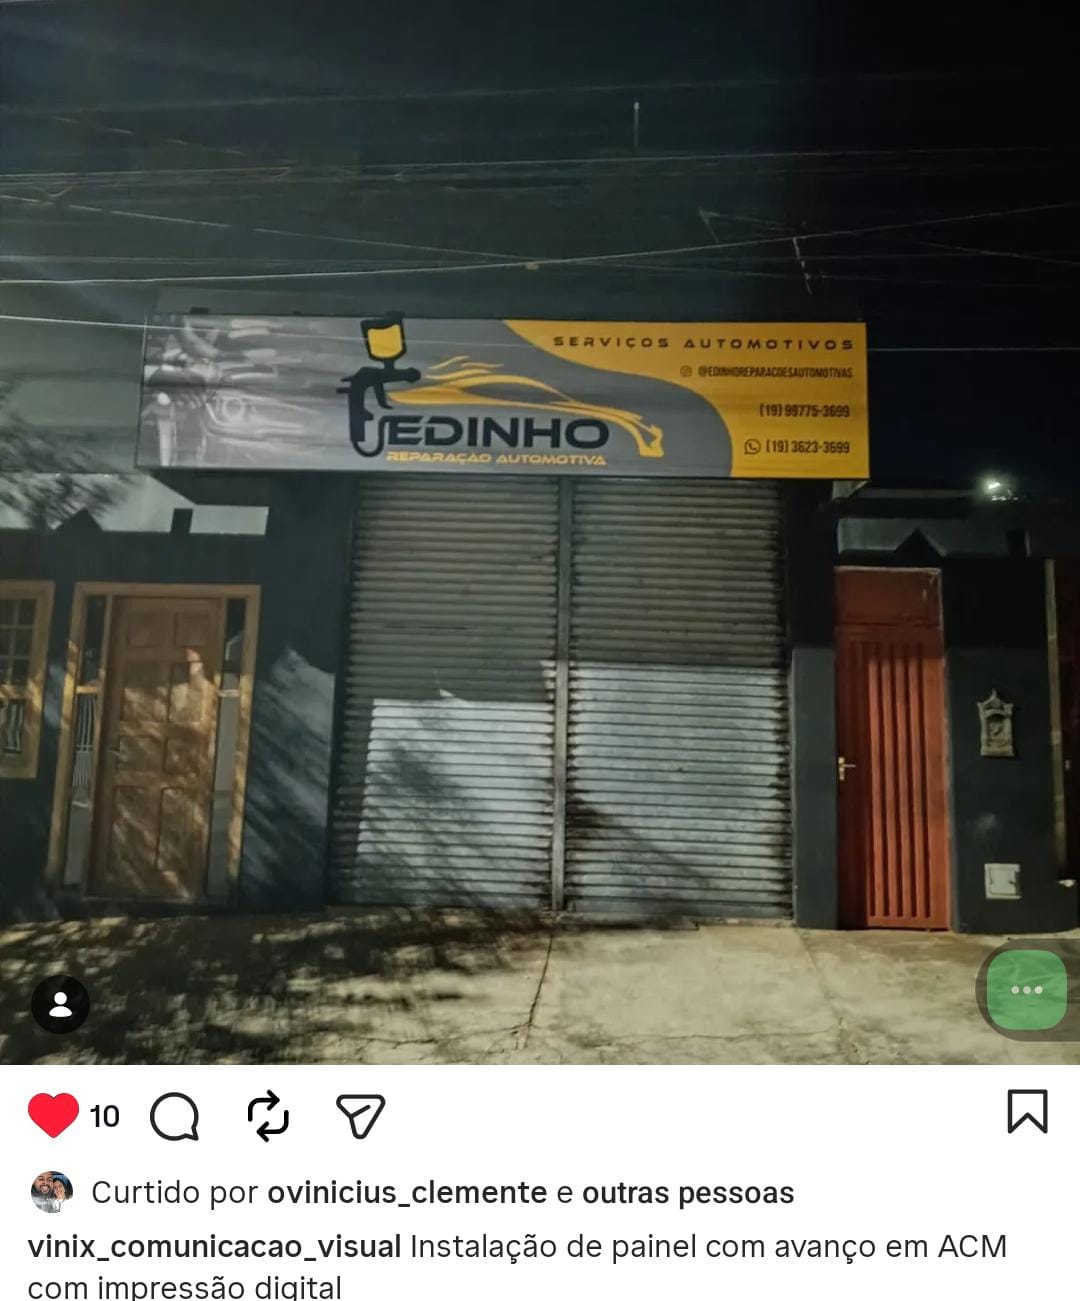 SERVIÇOS AUTOMOTIVOS
@EDINHOREPARACOESAUTOMOTIVAS
(19) 99775-3699
(19) 3623-3699
EDINHO
REPARAÇÃO AUTOMOTIVA
10
Curtido por ovinicius_clemente e outras pessoas
vinix_comunicacao_visual Instalação de painel com avanço em ACM
com impressão digital